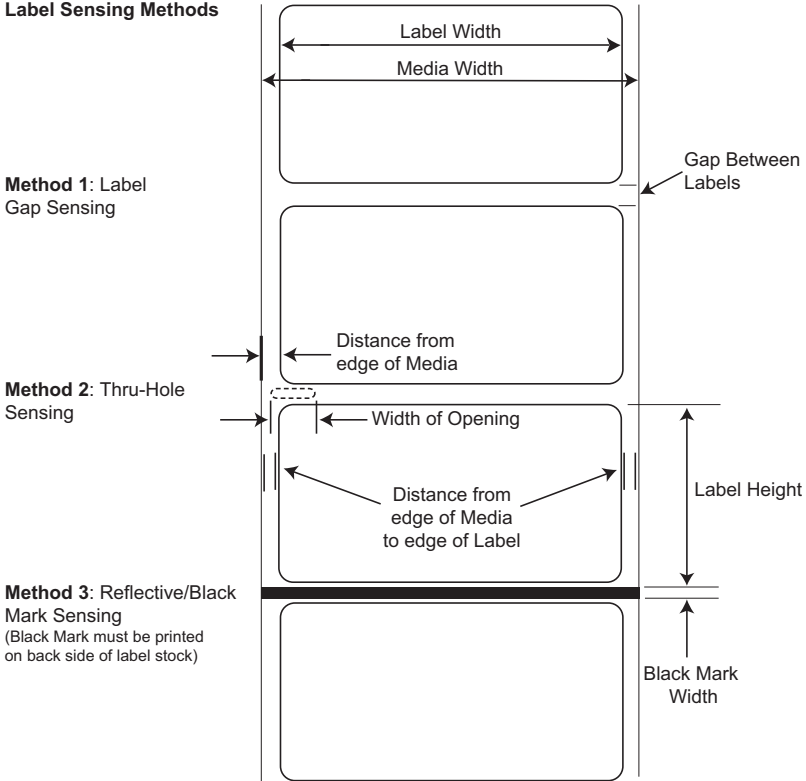 Label Sensing Methods
Label Width
Media Width
Gap Between
Labels
Method 1: Label
Gap Sensing
Distance from
edge of Media
Method 2: Thru-Hole
Sensing
Width of Opening
Label Height
Distance from
edge of Media
to edge of Label
Method 3: Reflective/Black
Mark Sensing
(Black Mark must be printed
on back side of label stock)
Black Mark
Width